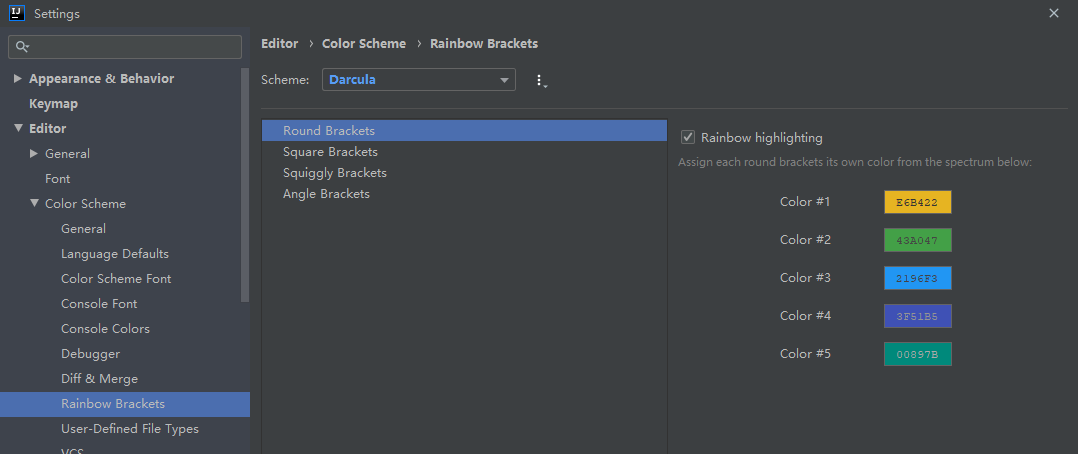 IJ Settings
Editor › Color Scheme › Rainbow Brackets
Scheme: Darcula
Appearance & Behavior
Keymap
Editor
General
Font
Color Scheme
General
Language Defaults
Color Scheme Font
Console Font
Console Colors
Debugger
Diff & Merge
Rainbow Brackets
User-Defined File Types
VCS
Round Brackets
Square Brackets
Squiggly Brackets
Angle Brackets
Rainbow highlighting
Assign each round brackets its own color from the spectrum below:
Color #1 E6B422
Color #2 43A047
Color #3 2196F3
Color #4 3F51B5
Color #5 00897B